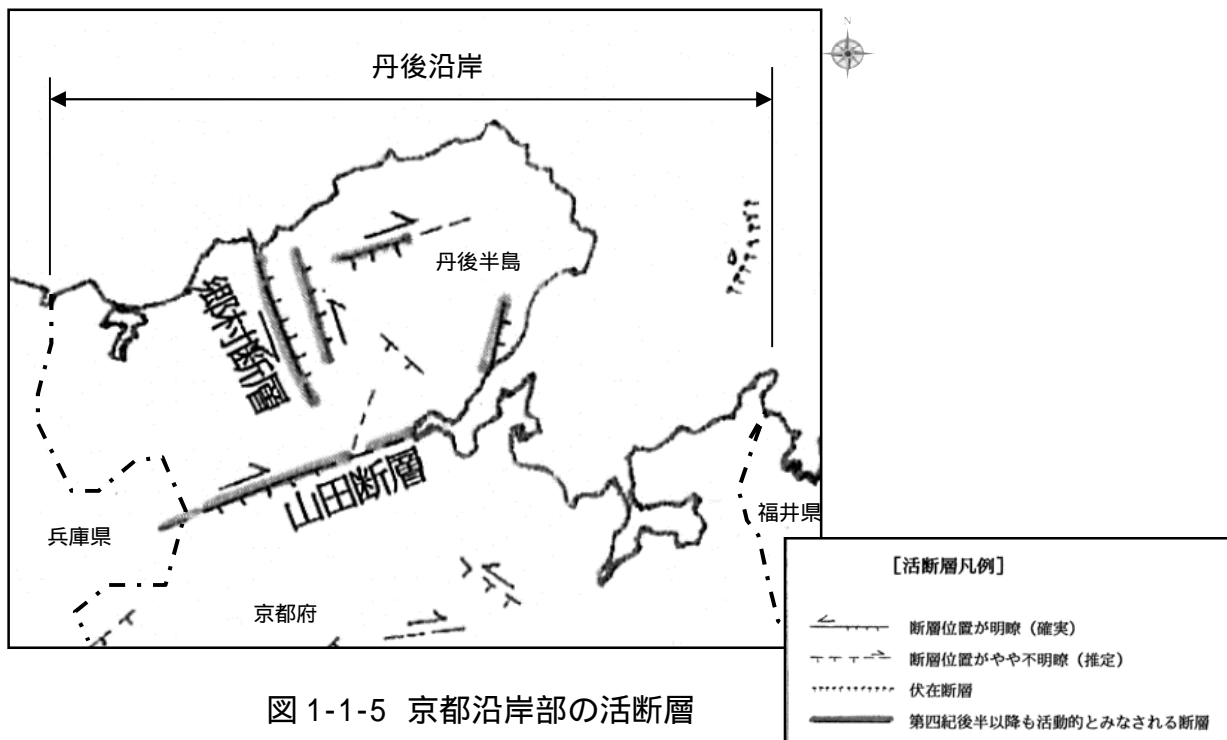 N
丹後沿岸
丹後半島
郷村断層
山田断層
兵庫県
福井県
京都府
[活断層凡例]
断層位置が明瞭（確実）
断層位置がやや不明瞭（推定）
伏在断層
第四紀後半以降も活動的とみなされる断層
図 1-1-5 京都沿岸部の活断層